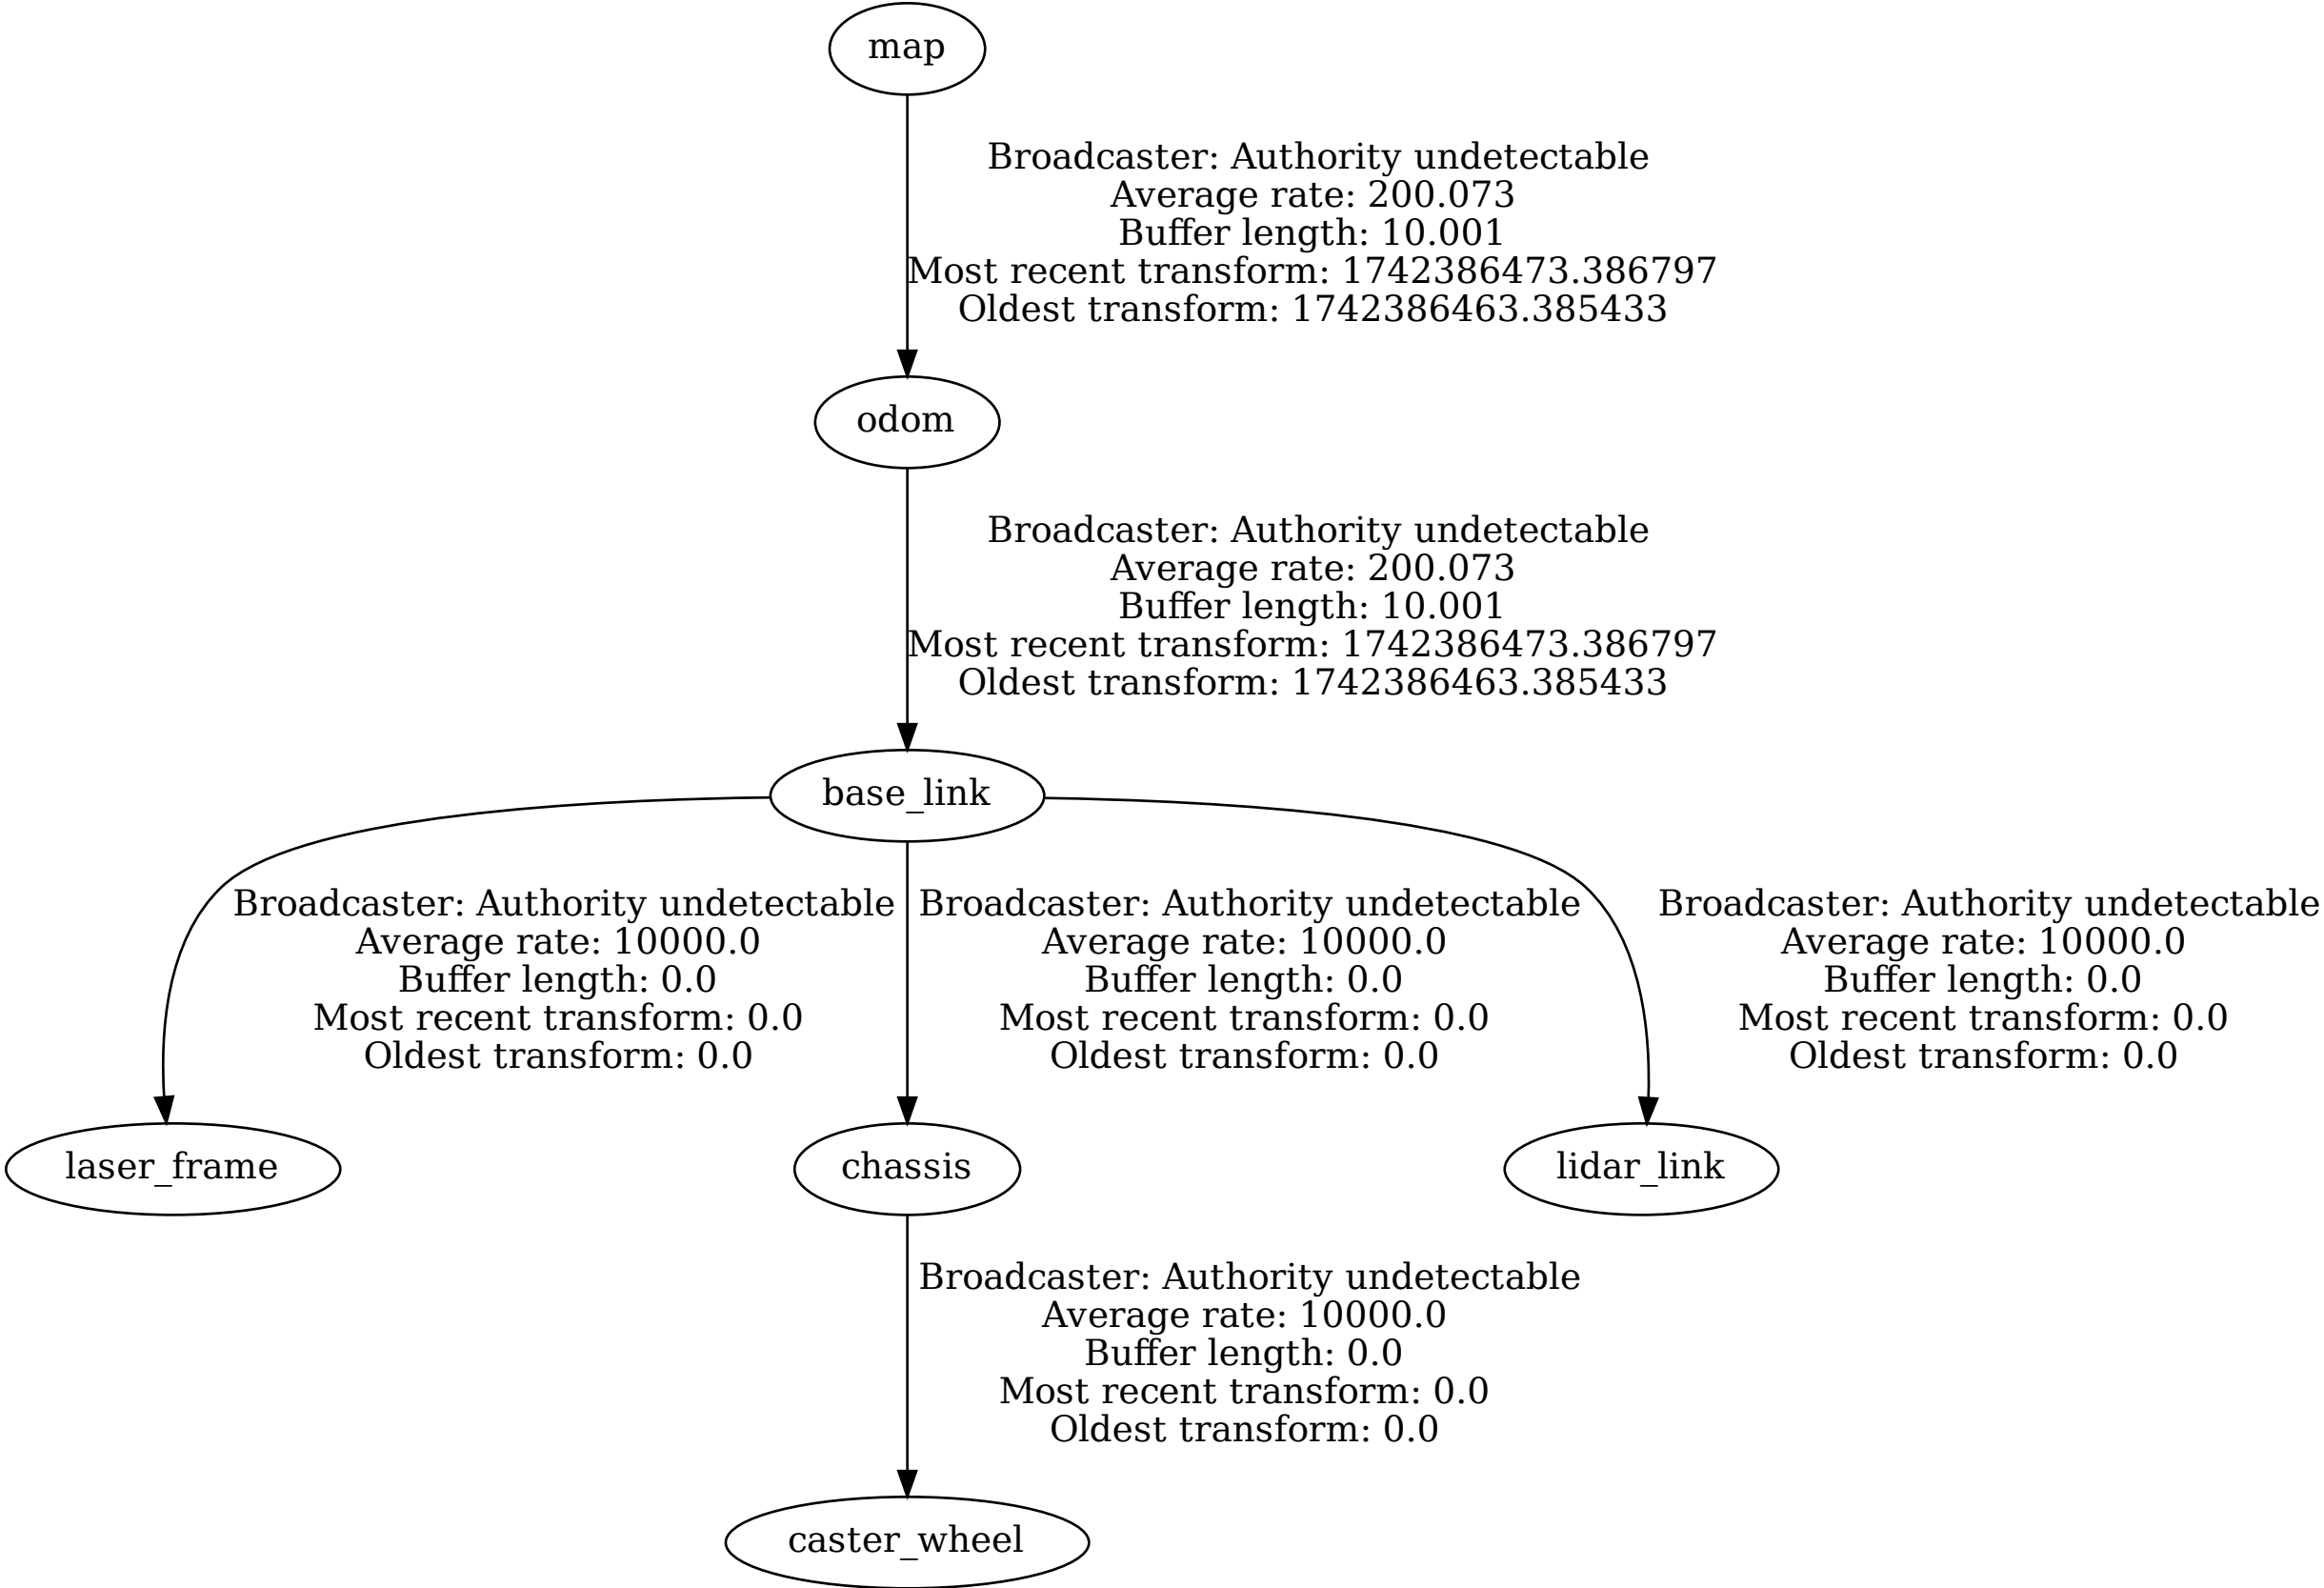 map
Broadcaster: Authority undetectable
Average rate: 200.073
Buffer length: 10.001
Most recent transform: 1742386473.386797
Oldest transform: 1742386463.385433
odom
Broadcaster: Authority undetectable
Average rate: 200.073
Buffer length: 10.001
Most recent transform: 1742386473.386797
Oldest transform: 1742386463.385433
base_link
Broadcaster: Authority undetectable
Average rate: 10000.0
Buffer length: 0.0
Most recent transform: 0.0
Oldest transform: 0.0
Broadcaster: Authority undetectable
Average rate: 10000.0
Buffer length: 0.0
Most recent transform: 0.0
Oldest transform: 0.0
Broadcaster: Authority undetectable
Average rate: 10000.0
Buffer length: 0.0
Most recent transform: 0.0
Oldest transform: 0.0
laser_frame
chassis
lidar_link
Broadcaster: Authority undetectable
Average rate: 10000.0
Buffer length: 0.0
Most recent transform: 0.0
Oldest transform: 0.0
caster_wheel